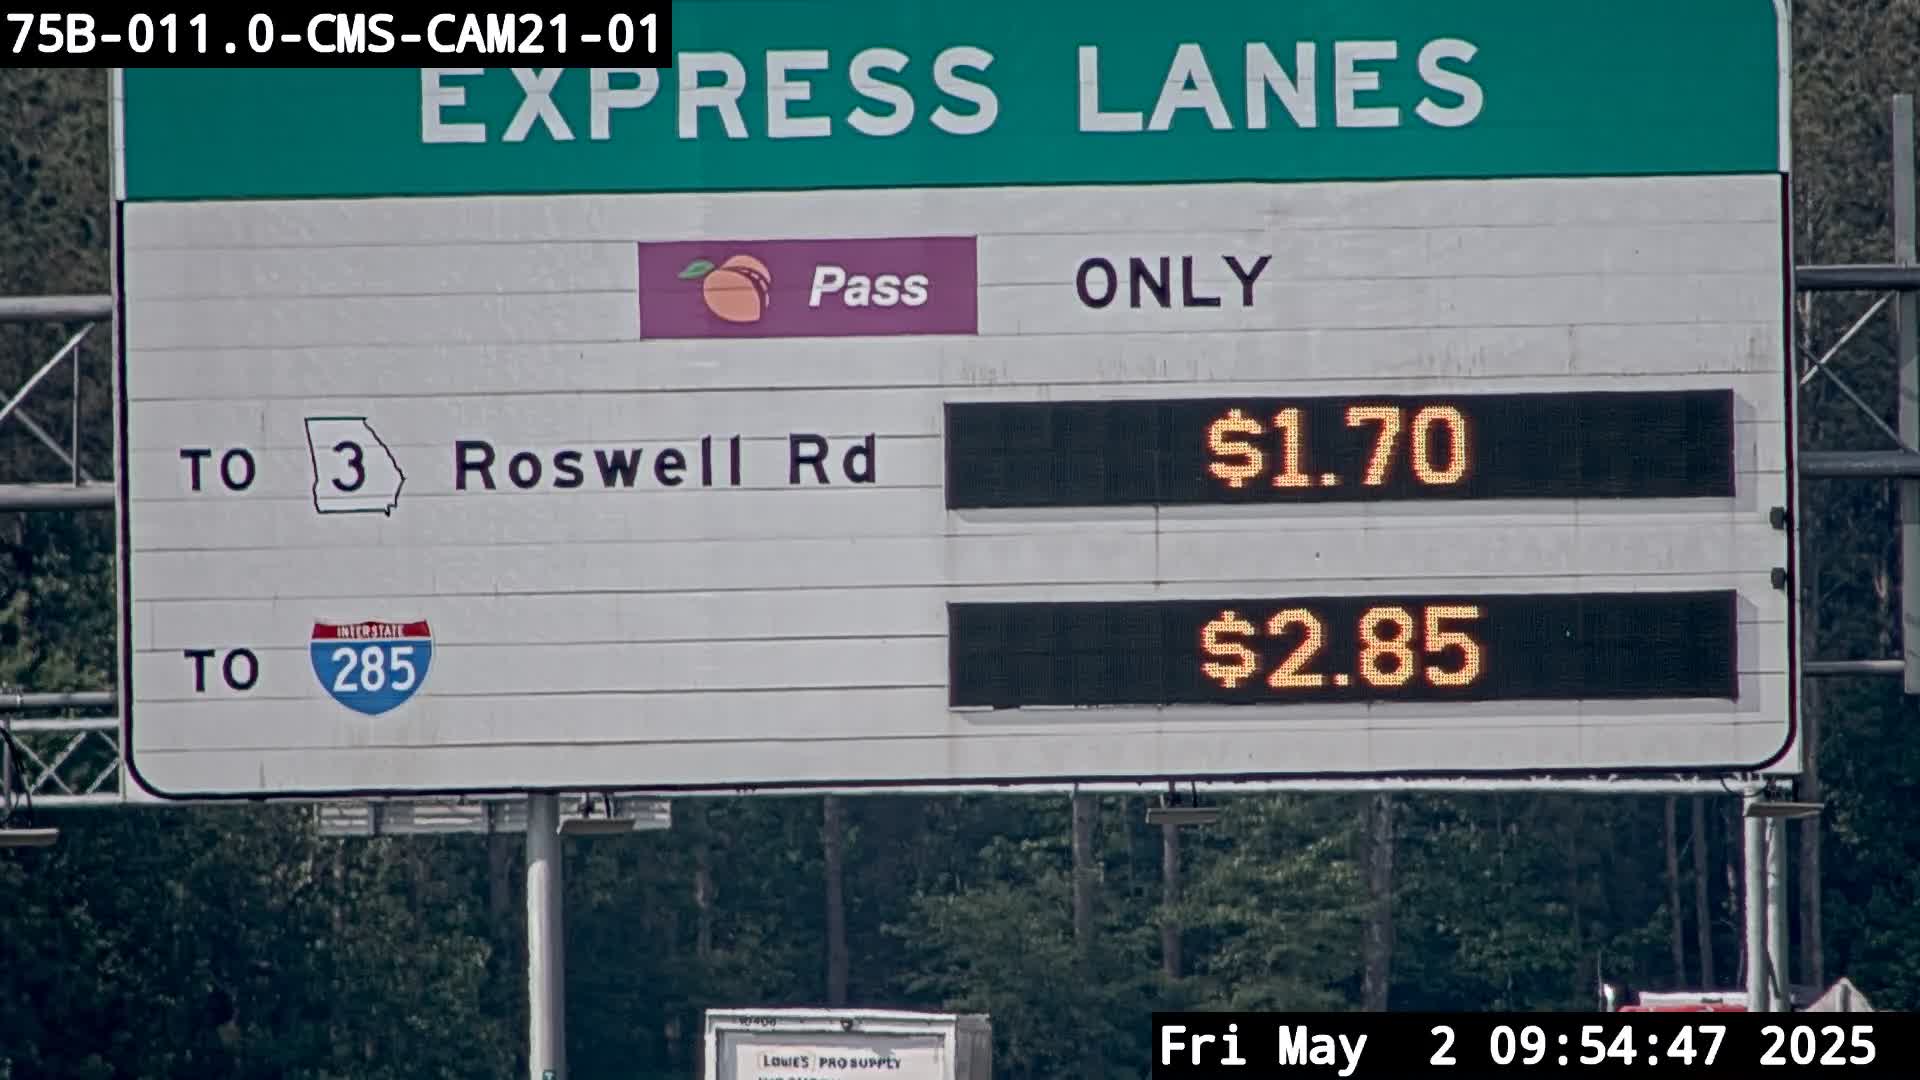 75B-011.0-CMS-CAM21-01
EXPRESS LANES
Pass ONLY
TO 3 Roswell Rd $1.70
INTERSTATE
TO 285 $2.85
LOWE'S PRO SUPPLY
Fri May 2 09:54:47 2025